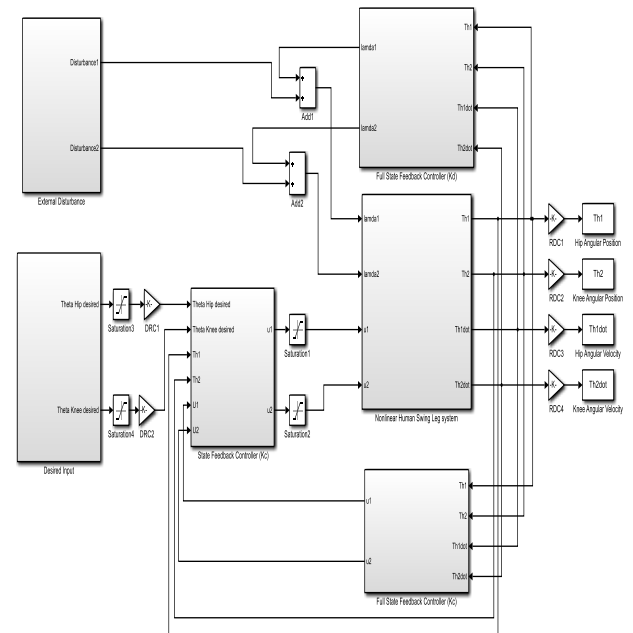 Disturbance1
Disturbance2
External Disturbance
Add1
Add2
lamda1
lamda2
Th1
Th2
Th1dot
Th2dot
Full State Feedback Controller (Kd)
lamda1
lamda2
u1
u2
Th1
Th2
Th1dot
Th2dot
Nonlinear Human Swing Leg system
-K-
RDC1
Th1
Hip Angular Position
-K-
RDC2
Th2
Knee Angular Position
-K-
RDC3
Th1dot
Hip Angular Velocity
-K-
RDC4
Th2dot
Knee Angular Velocity
Theta Hip desired
Theta Knee desired
Desired Input
Saturation3
-K-
DRC1
Saturation4
-K-
DRC2
Theta Hip desired
Theta Knee desired
Th1
Th2
U1
U2
u1
u2
State Feedback Controller (Kc)
Saturation1
Saturation2
u1
u2
Th1
Th2
Th1dot
Th2dot
Full State Feedback Controller (Kc)